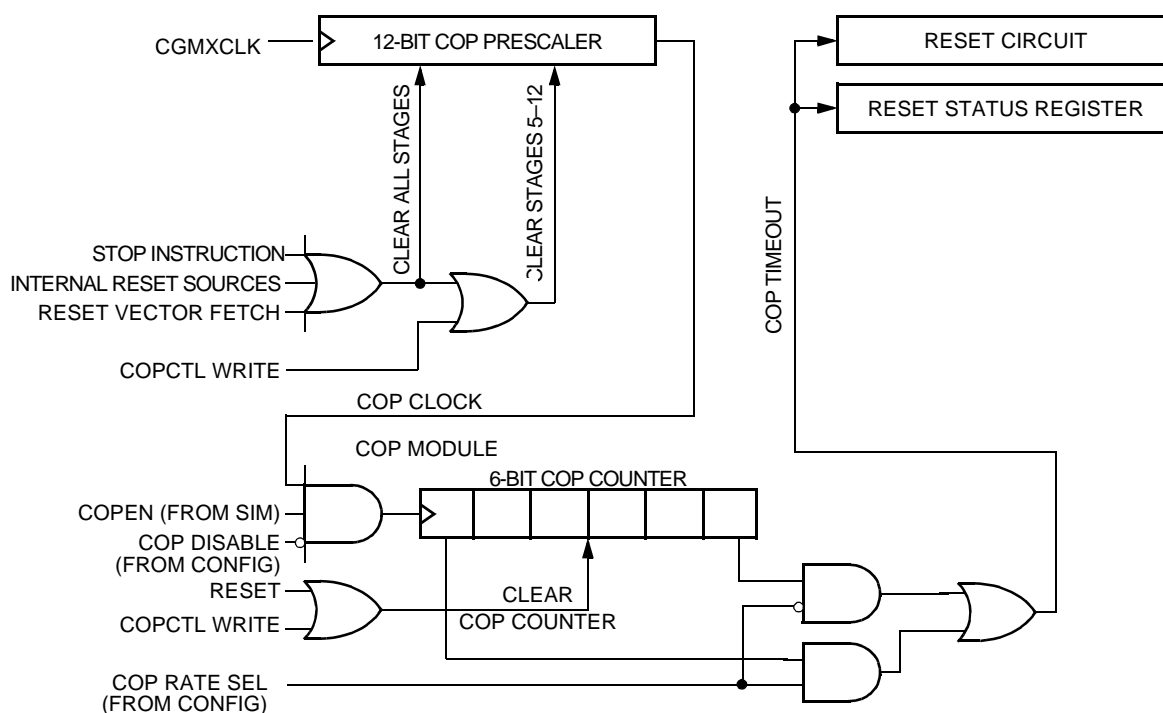 CGMXCLK
12-BIT COP PRESCALER
RESET CIRCUIT
RESET STATUS REGISTER
CLEAR ALL STAGES
CLEAR STAGES 5–12
STOP INSTRUCTION
INTERNAL RESET SOURCES
RESET VECTOR FETCH
COPCTL WRITE
COP TIMEOUT
COP CLOCK
COP MODULE
6-BIT COP COUNTER
COPEN (FROM SIM)
COP DISABLE
(FROM CONFIG)
RESET
COPCTL WRITE
CLEAR
COP COUNTER
COP RATE SEL
(FROM CONFIG)